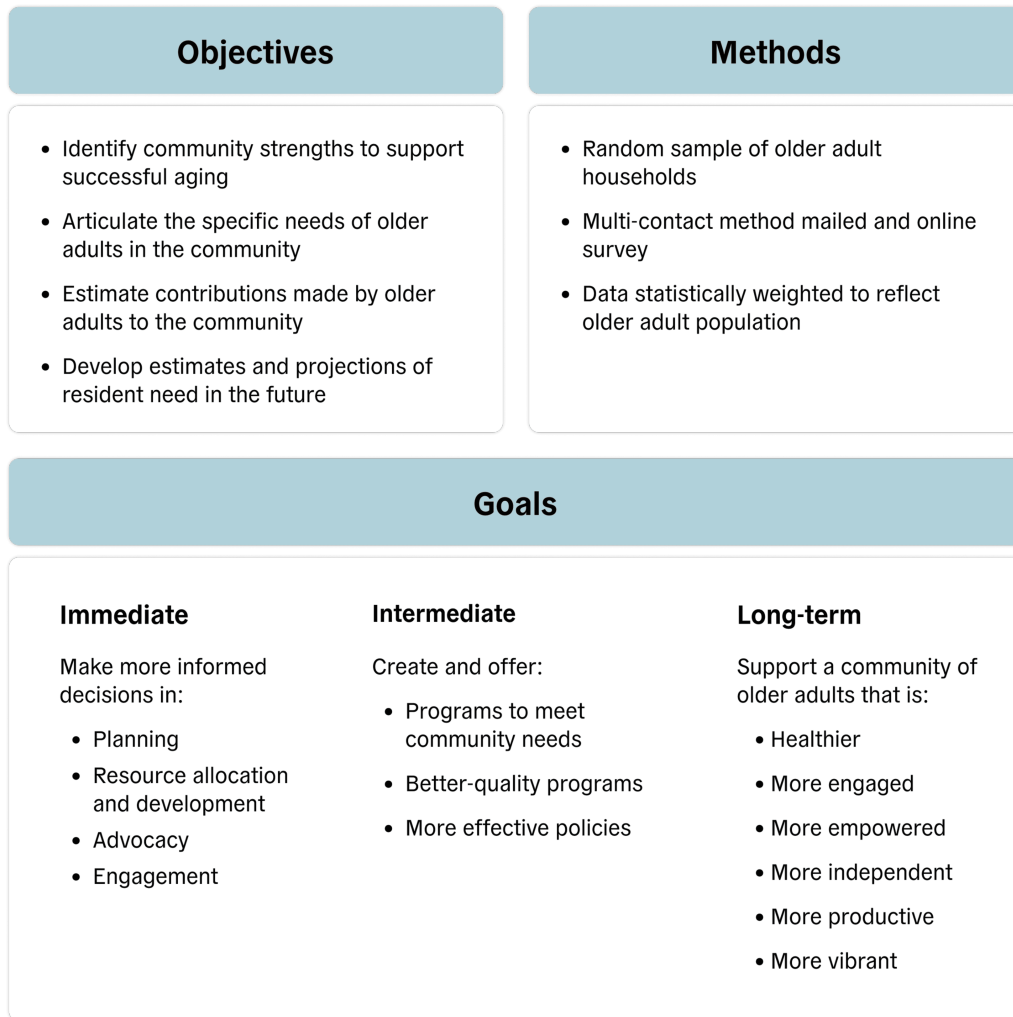 Objectives
• Identify community strengths to support
successful aging
• Articulate the specific needs of older
adults in the community
• Estimate contributions made by older
adults to the community
• Develop estimates and projections of
resident need in the future
Methods
• Random sample of older adult
households
• Multi-contact method mailed and online
survey
• Data statistically weighted to reflect
older adult population
Goals
Immediate
Make more informed
decisions in:
• Planning
• Resource allocation
and development
• Advocacy
• Engagement
Intermediate
Create and offer:
• Programs to meet
community needs
• Better-quality programs
• More effective policies
Long-term
Support a community of
older adults that is:
• Healthier
• More engaged
• More empowered
• More independent
• More productive
• More vibrant